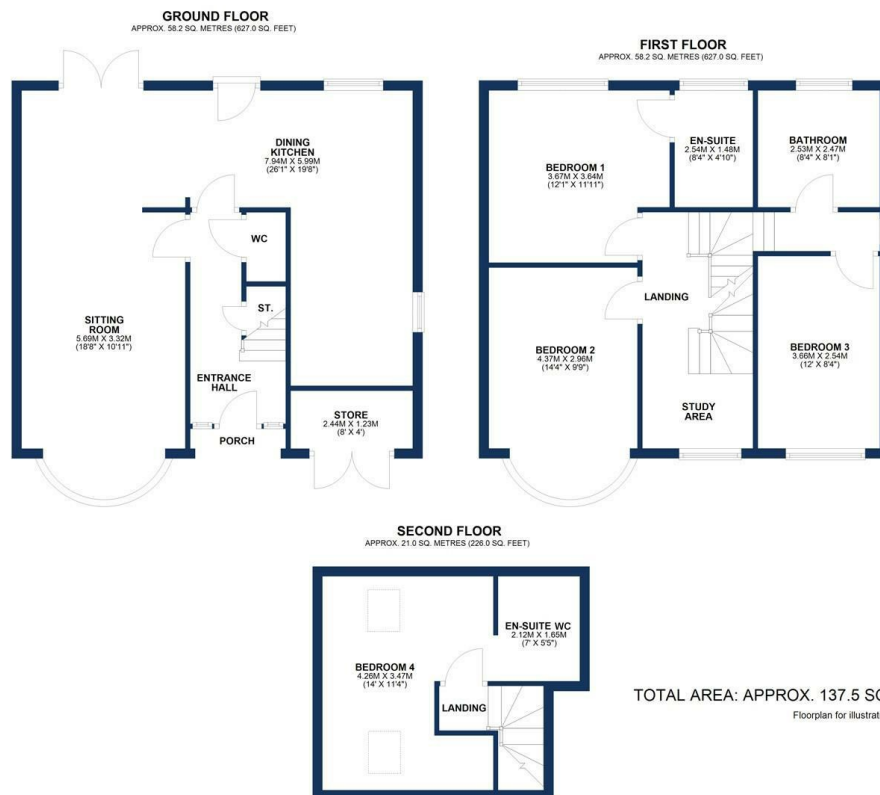 GROUND FLOOR
APPROX. 58.2 SQ. METRES (627.0 SQ. FEET)
DINING
KITCHEN
7.94M X 5.99M
(26'1" X 19'8")
WC
ST.
SITTING
ROOM
5.69M X 3.32M
(18'8" X 10'11")
ENTRANCE
HALL
PORCH
STORE
2.44M X 1.23M
(8' X 4')
FIRST FLOOR
APPROX. 58.2 SQ. METRES (627.0 SQ. FEET)
BEDROOM 1
3.67M X 3.64M
(12'1" X 11'11")
EN-SUITE
2.54M X 1.48M
(8'4" X 4'10")
BATHROOM
2.53M X 2.47M
(8'4" X 8'1")
LANDING
BEDROOM 2
4.37M X 2.96M
(14'4" X 9'9")
BEDROOM 3
3.66M X 2.54M
(12' X 8'4")
STUDY
AREA
SECOND FLOOR
APPROX. 21.0 SQ. METRES (226.0 SQ. FEET)
EN-SUITE WC
2.12M X 1.65M
(7' X 5'5")
BEDROOM 4
4.26M X 3.47M
(14' X 11'4")
LANDING
TOTAL AREA: APPROX. 137.5 SQ
Floorplan for illustrat